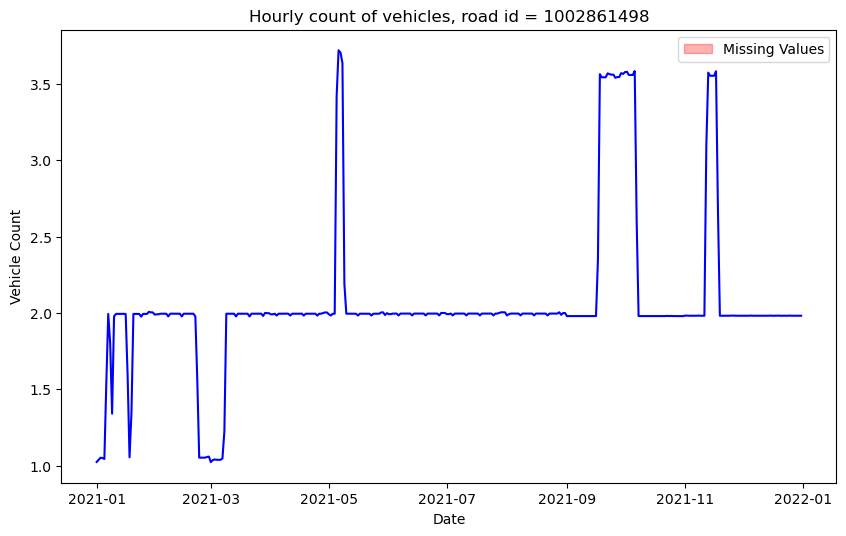 Hourly count of vehicles, road id = 1002861498
Missing Values
3.5
3.0
2.5
2.0
1.5
1.0
Vehicle Count
2021-01 2021-03 2021-05 2021-07 2021-09 2021-11 2022-01
Date